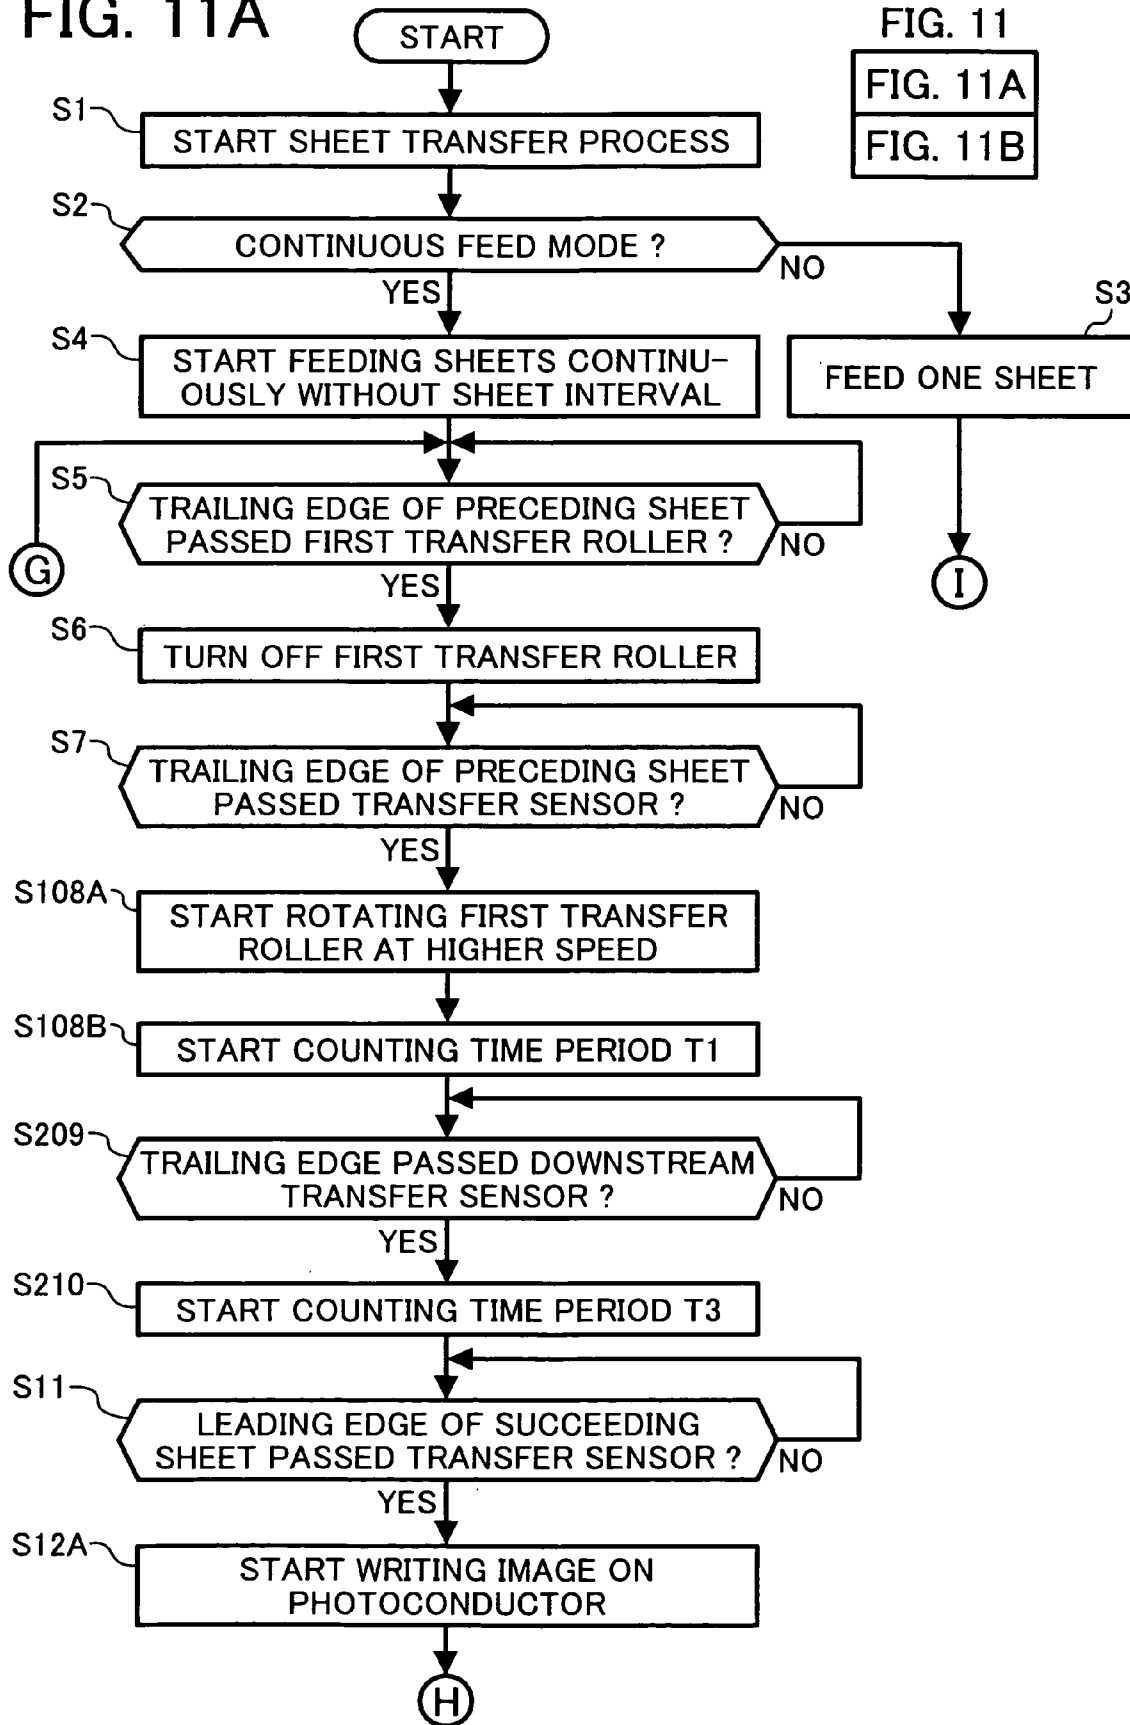 FIG. 11A
FIG. 11
FIG. 11A
FIG. 11B
START
S1
START SHEET TRANSFER PROCESS
S2
CONTINUOUS FEED MODE ?
NO
YES
S3
FEED ONE SHEET
I
S4
START FEEDING SHEETS CONTINU-
OUSLY WITHOUT SHEET INTERVAL
G
S5
TRAILING EDGE OF PRECEDING SHEET
PASSED FIRST TRANSFER ROLLER ?
NO
YES
S6
TURN OFF FIRST TRANSFER ROLLER
S7
TRAILING EDGE OF PRECEDING SHEET
PASSED TRANSFER SENSOR ?
NO
YES
S108A
START ROTATING FIRST TRANSFER
ROLLER AT HIGHER SPEED
S108B
START COUNTING TIME PERIOD T1
S209
TRAILING EDGE PASSED DOWNSTREAM
TRANSFER SENSOR ?
NO
YES
S210
START COUNTING TIME PERIOD T3
S11
LEADING EDGE OF SUCCEEDING
SHEET PASSED TRANSFER SENSOR ?
NO
YES
S12A
START WRITING IMAGE ON
PHOTOCONDUCTOR
H